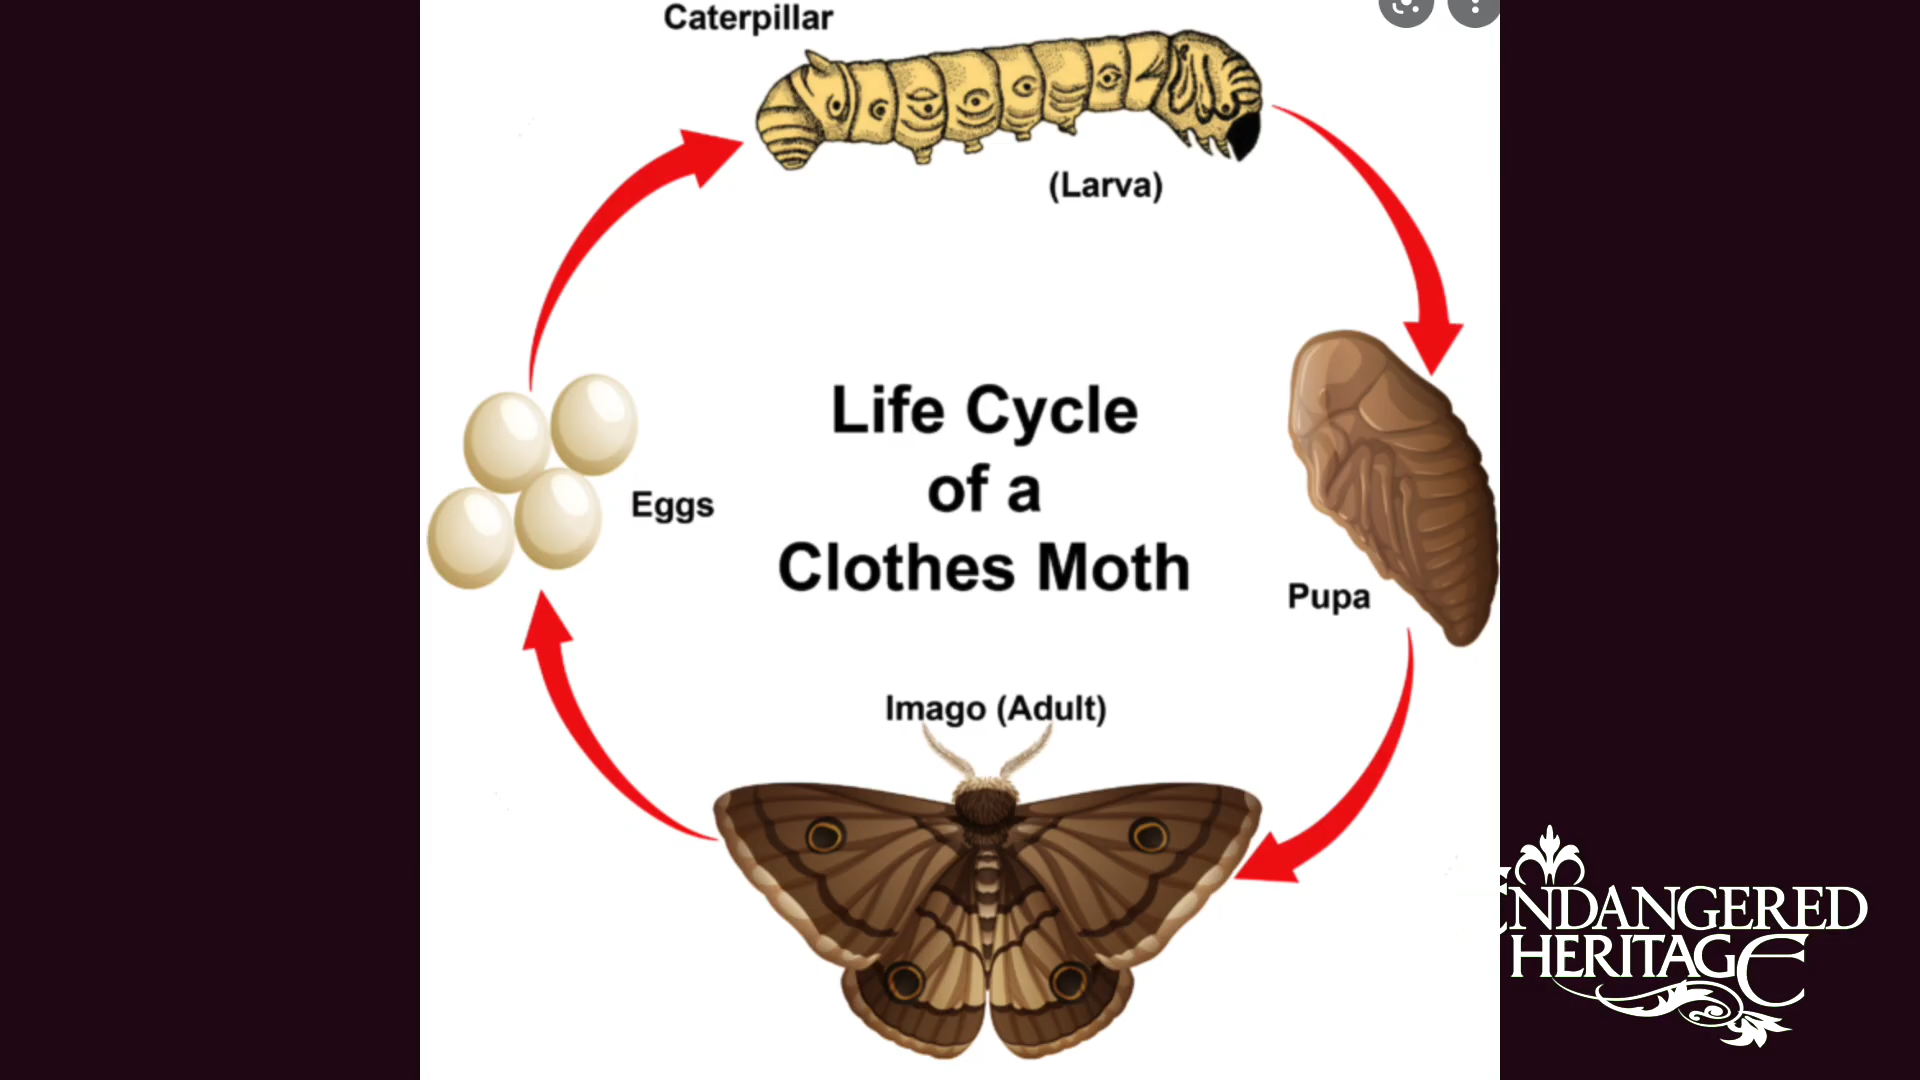 Caterpillar
(Larva)
Life Cycle
of a
Clothes Moth
Eggs
Pupa
Imago (Adult)
ENDANGERED
HERITAGE